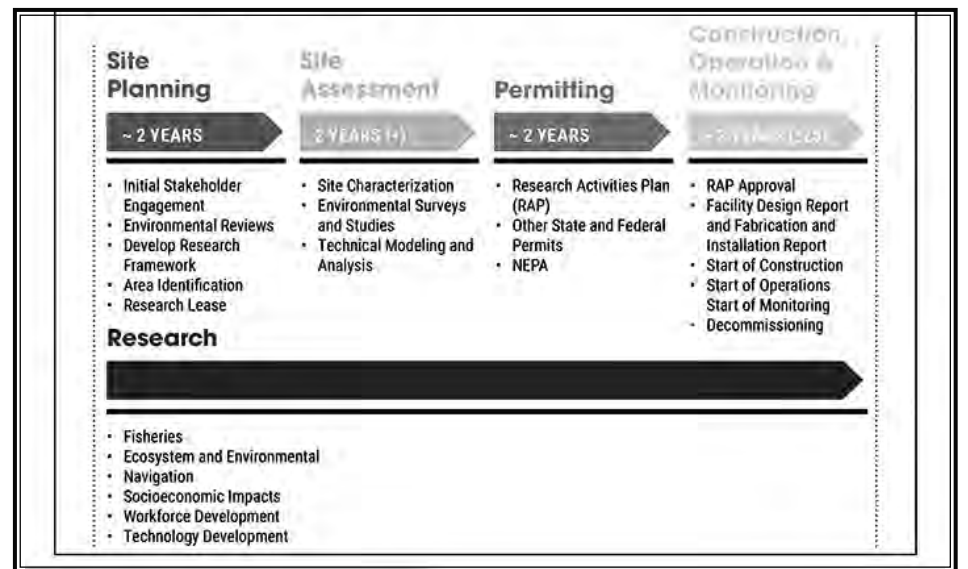 Site
Planning
~ 2 YEARS
• Initial Stakeholder
Engagement
• Environmental Reviews
• Develop Research
Framework
• Area Identification
• Research Lease
Site
Assessment
2 YEARS (+)
• Site Characterization
• Environmental Surveys
and Studies
• Technical Modeling and
Analysis
Permitting
~ 2 YEARS
• Research Activities Plan
(RAP)
• Other State and Federal
Permits
• NEPA
Construction,
Operation &
Monitoring
• RAP Approval
• Facility Design Report
and Fabrication and
Installation Report
• Start of Construction
• Start of Operations
Start of Monitoring
• Decommissioning
Research
• Fisheries
• Ecosystem and Environmental
• Navigation
• Socioeconomic Impacts
• Workforce Development
• Technology Development